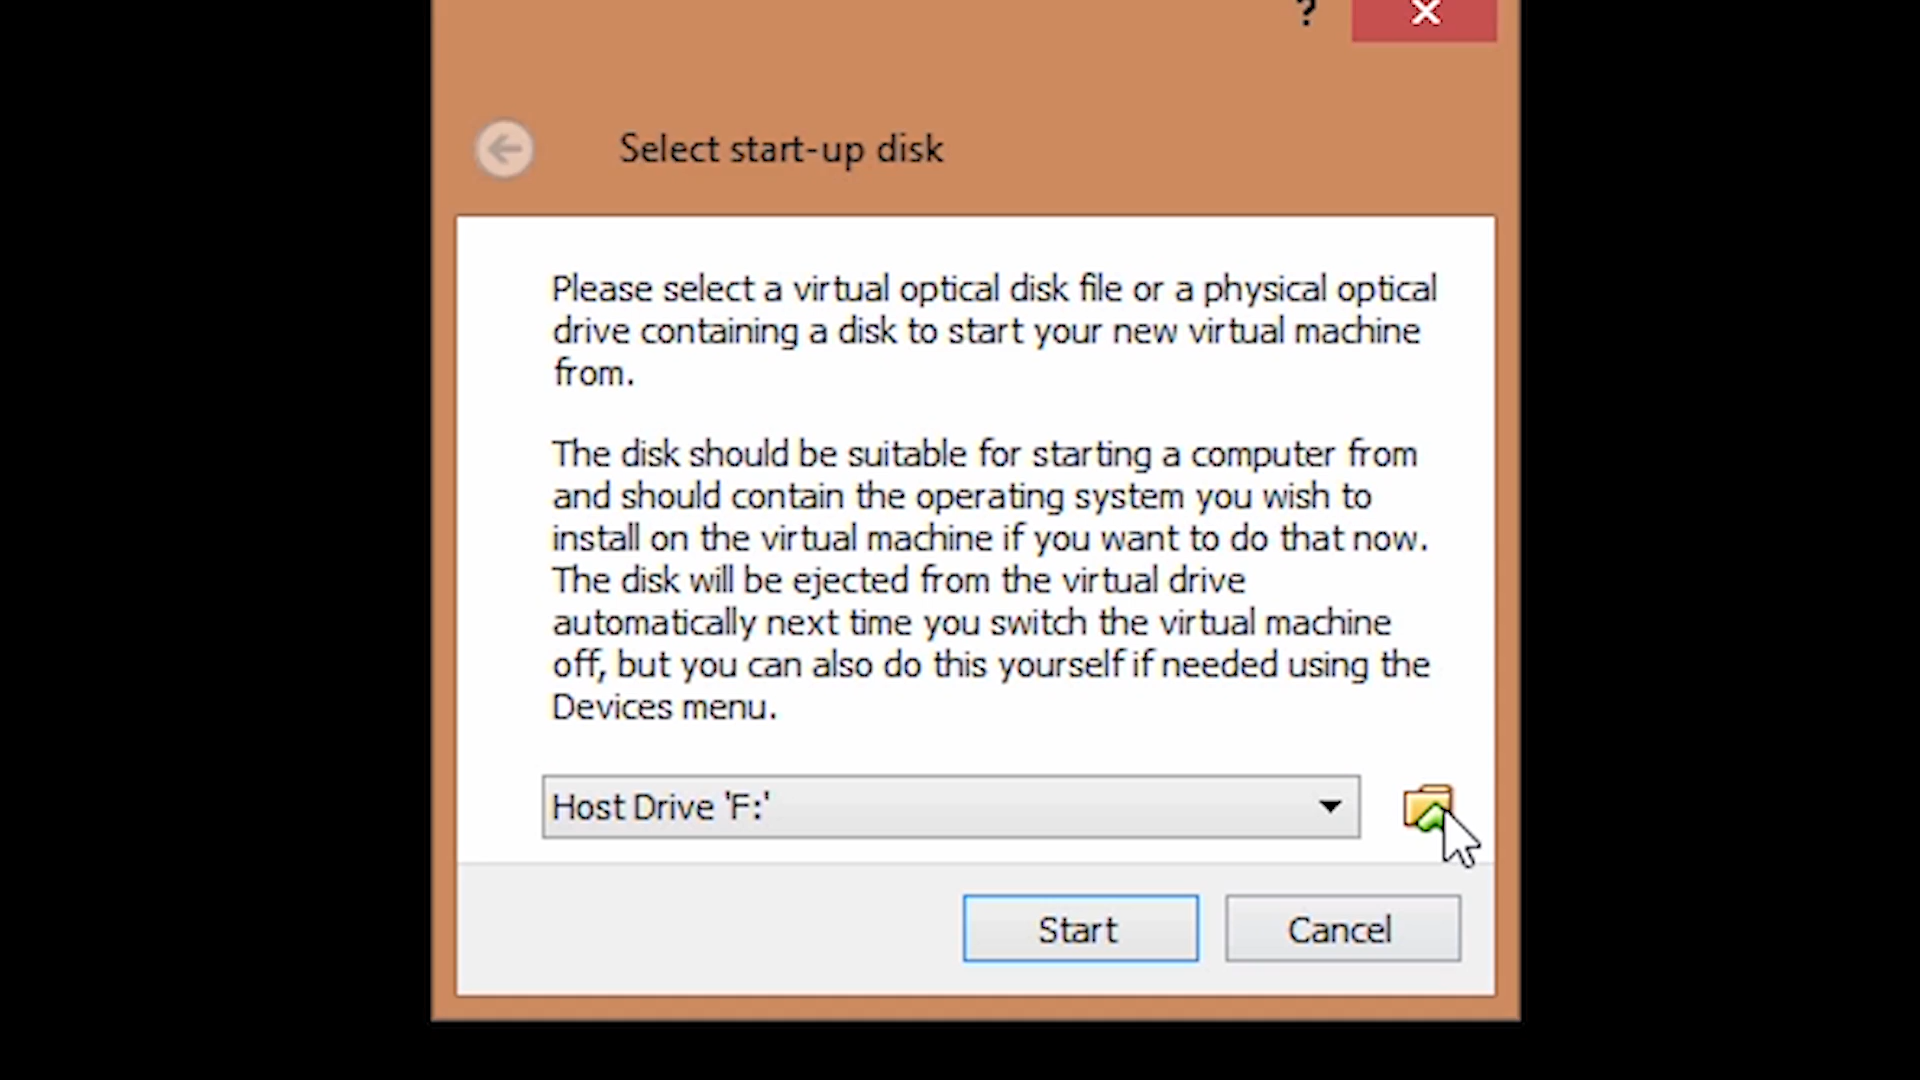 ?
Select start-up disk
Please select a virtual optical disk file or a physical optical
drive containing a disk to start your new virtual machine
from.
The disk should be suitable for starting a computer from
and should contain the operating system you wish to
install on the virtual machine if you want to do that now.
The disk will be ejected from the virtual drive
automatically next time you switch the virtual machine
off, but you can also do this yourself if needed using the
Devices menu.
Host Drive 'F:'
Start
Cancel